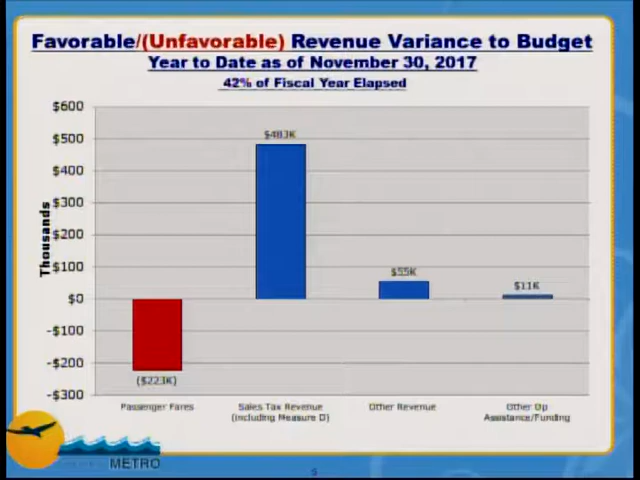 Favorable/(Unfavorable) Revenue Variance to Budget
Year to Date as of November 30, 2017
42% of Fiscal Year Elapsed
$600
$500
$400
$300
$200
$100
$0
-$100
-$200
-$300
Thousands
$483K
$55K
$11K
($223K)
Passenger Fares
Sales Tax Revenue
(including Measure D)
Other Revenue
Other Op
Assistance/Funding
METRO
5